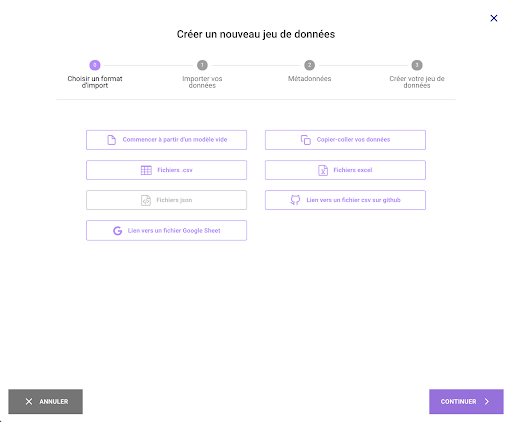 Créer un nouveau jeu de données
0
1
2
3
Choisir un format
d'import
Importer vos
données
Métadonnées
Créer votre jeu de
données
Commencer à partir d'un modèle vide
Copier-coller vos données
Fichiers .csv
Fichiers excel
Fichiers json
Lien vers un fichier csv sur github
Lien vers un fichier Google Sheet
ANNULER
CONTINUER